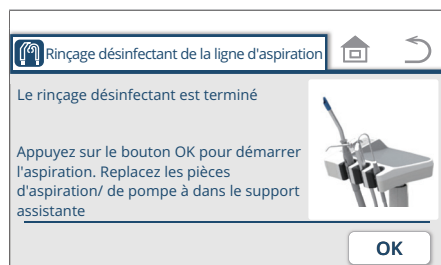 Rinçage désinfectant de la ligne d'aspiration
Le rinçage désinfectant est terminé
Appuyez sur le bouton OK pour démarrer
l'aspiration. Replacez les pièces
d'aspiration/ de pompe à dans le support
assistante
OK